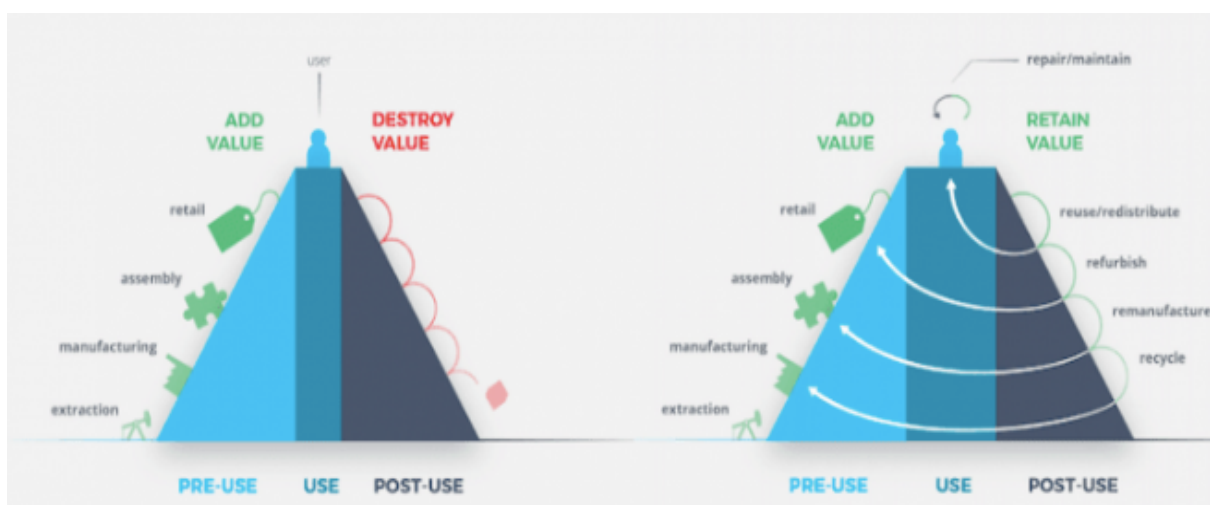 user
ADD
VALUE
DESTROY
VALUE
retail
assembly
manufacturing
extraction
PRE-USE
USE
POST-USE
repair/maintain
ADD
VALUE
RETAIN
VALUE
retail
reuse/redistribute
assembly
refurbish
remanufacture
manufacturing
recycle
extraction
PRE-USE
USE
POST-USE